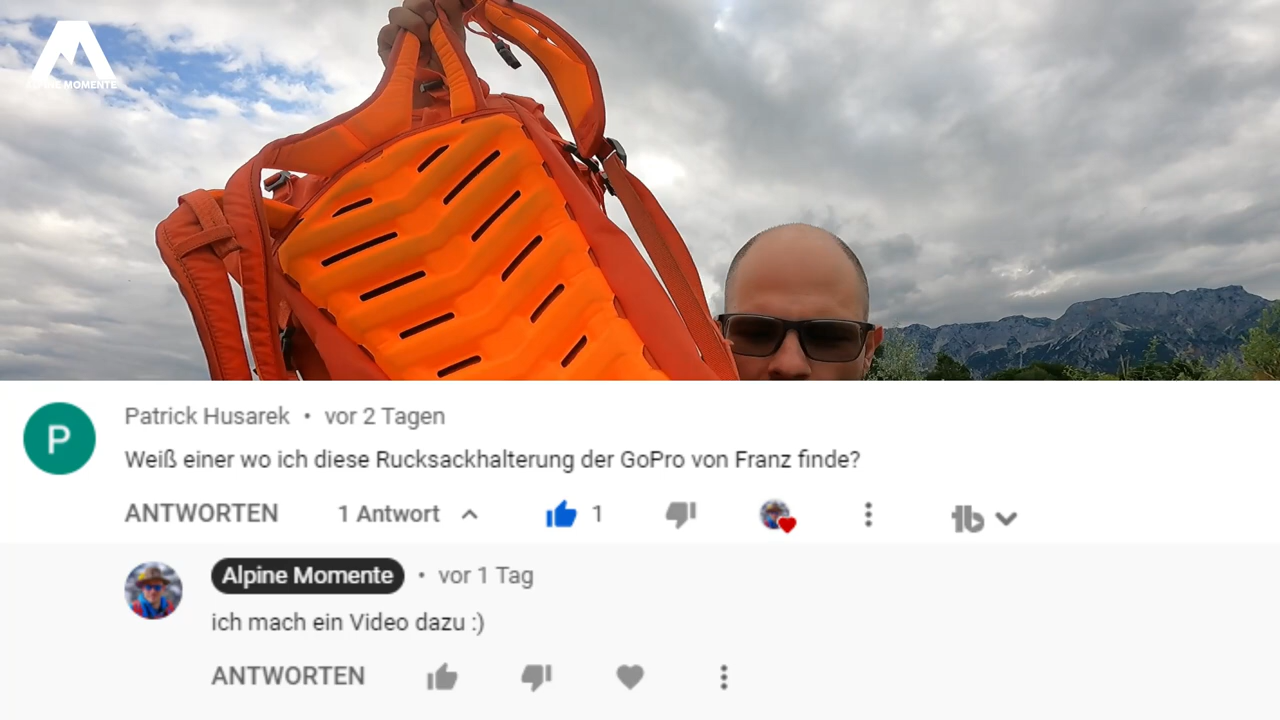 ALPINE MOMENTE
P
Patrick Husarek • vor 2 Tagen
Weiß einer wo ich diese Rucksackhalterung der GoPro von Franz finde?
ANTWORTEN 1 Antwort 1
Alpine Momente • vor 1 Tag
ich mach ein Video dazu :)
ANTWORTEN